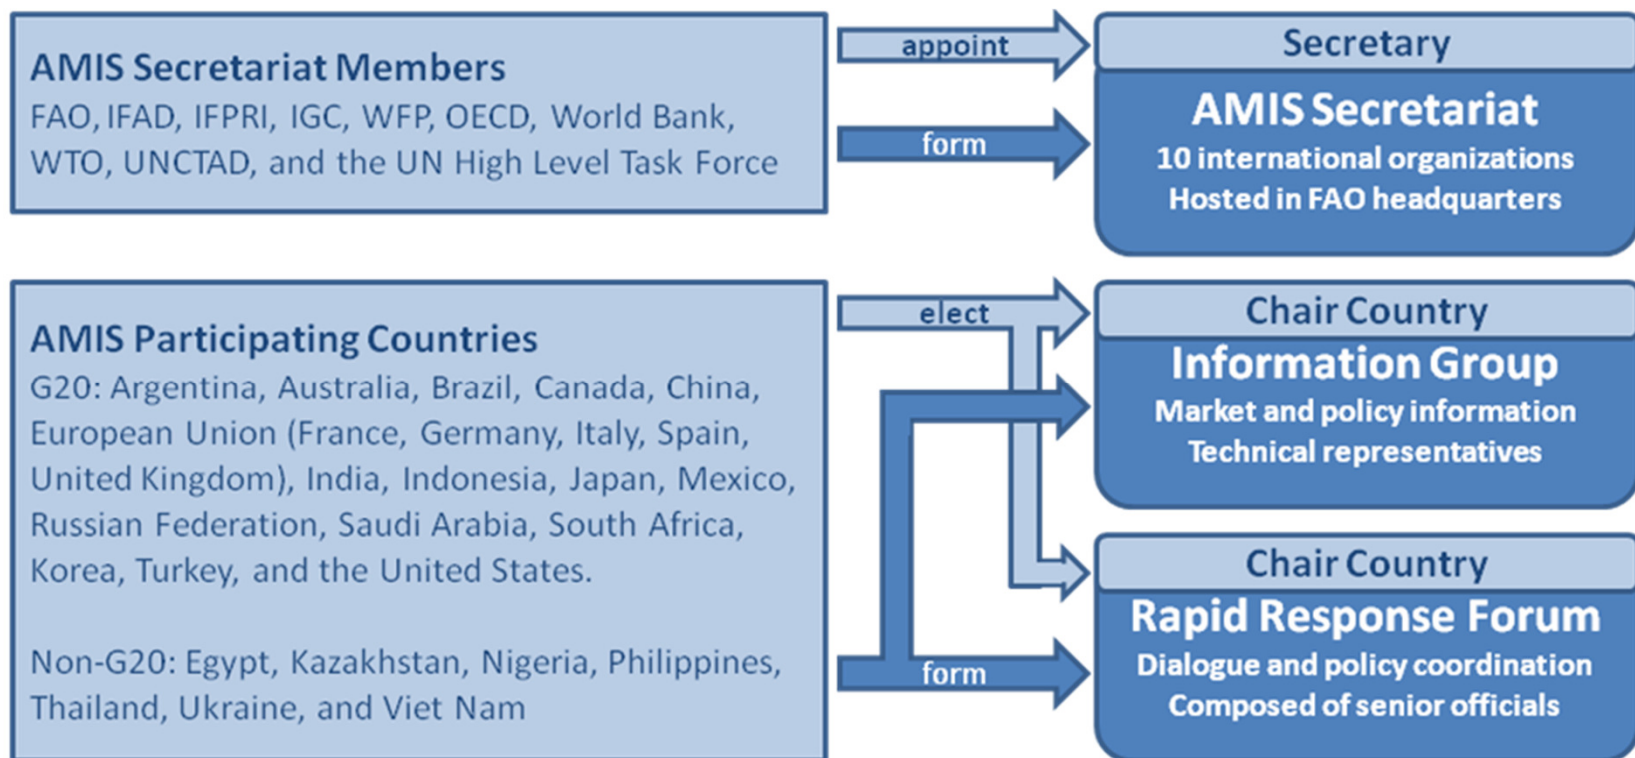 AMIS Secretariat Members
FAO, IFAD, IFPRI, IGC, WFP, OECD, World Bank,
WTO, UNCTAD, and the UN High Level Task Force
appoint
form
Secretary
AMIS Secretariat
10 international organizations
Hosted in FAO headquarters
AMIS Participating Countries
G20: Argentina, Australia, Brazil, Canada, China,
European Union (France, Germany, Italy, Spain,
United Kingdom), India, Indonesia, Japan, Mexico,
Russian Federation, Saudi Arabia, South Africa,
Korea, Turkey, and the United States.
Non-G20: Egypt, Kazakhstan, Nigeria, Philippines,
Thailand, Ukraine, and Viet Nam
elect
form
Chair Country
Information Group
Market and policy information
Technical representatives
Chair Country
Rapid Response Forum
Dialogue and policy coordination
Composed of senior officials